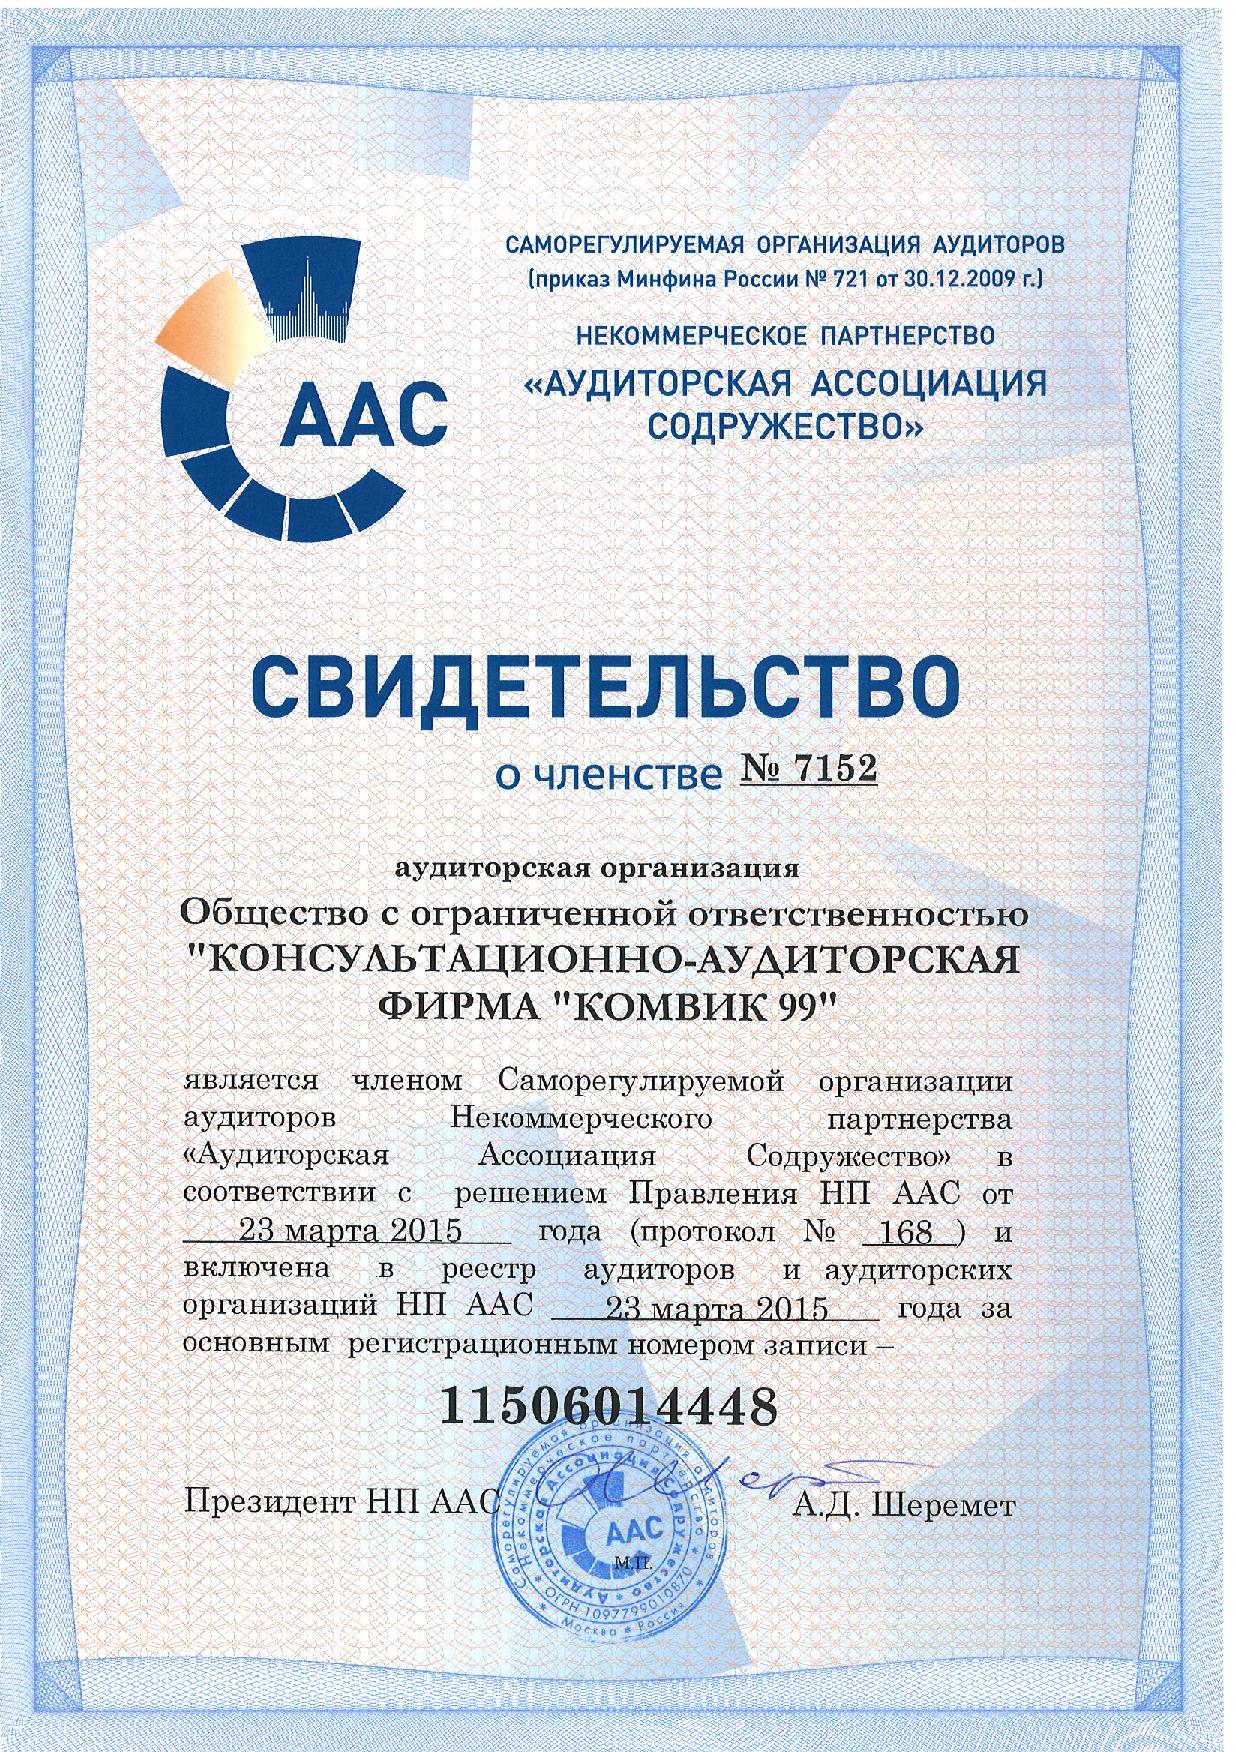 ААС
САМОРЕГУЛИРУЕМАЯ ОРГАНИЗАЦИЯ АУДИТОРОВ
(приказ Минфина России № 721 от 30.12.2009 г.)
НЕКОММЕРЧЕСКОЕ ПАРТНЕРСТВО
«АУДИТОРСКАЯ АССОЦИАЦИЯ
СОДРУЖЕСТВО»
СВИДЕТЕЛЬСТВО
о членстве № 7152
аудиторская организация
Общество с ограниченной ответственностью
"КОНСУЛЬТАЦИОННО-АУДИТОРСКАЯ
ФИРМА "КОМВИК 99"
является членом Саморегулируемой организации
аудиторов Некоммерческого партнерства
«Аудиторская Ассоциация Содружество» в
соответствии с решением Правления НП ААС от
23 марта 2015 года (протокол № 168 ) и
включена в реестр аудиторов и аудиторских
организаций НП ААС 23 марта 2015 года за
основным регистрационным номером записи –
11506014448
Президент НП ААС А.Д. Шеремет
Саморегулируемая организация аудиторов
Некоммерческое партнерство
Аудиторская Ассоциация Содружество
ААС
М.П.
ОГРН 1097799010870
Москва * Россия